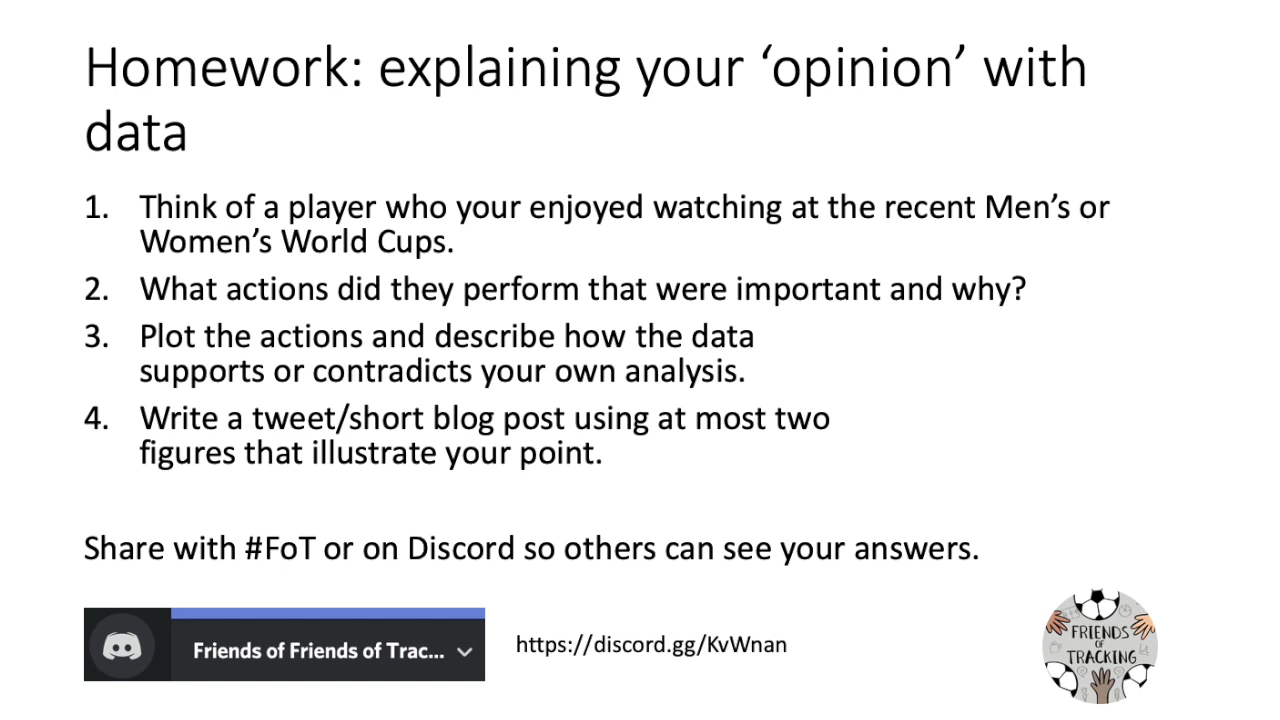 Homework: explaining your ‘opinion’ with
data
1. Think of a player who your enjoyed watching at the recent Men’s or
Women’s World Cups.
2. What actions did they perform that were important and why?
3. Plot the actions and describe how the data
supports or contradicts your own analysis.
4. Write a tweet/short blog post using at most two
figures that illustrate your point.
Share with #FoT or on Discord so others can see your answers.
Friends of Friends of Trac...
https://discord.gg/KvWnan
FRIENDS
OF
TRACKING